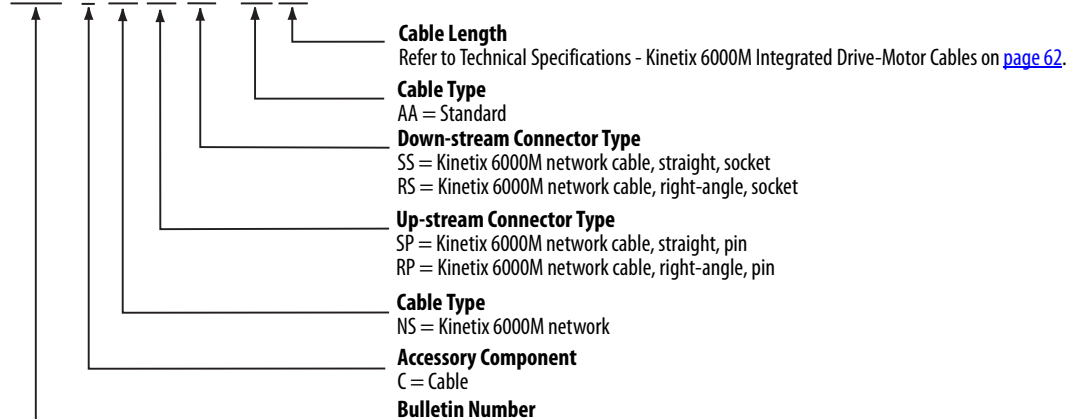 Cable Length
Refer to Technical Specifications - Kinetix 6000M Integrated Drive-Motor Cables on page 62.
Cable Type
AA = Standard
Down-stream Connector Type
SS = Kinetix 6000M network cable, straight, socket
RS = Kinetix 6000M network cable, right-angle, socket
Up-stream Connector Type
SP = Kinetix 6000M network cable, straight, pin
RP = Kinetix 6000M network cable, right-angle, pin
Cable Type
NS = Kinetix 6000M network
Accessory Component
C = Cable
Bulletin Number